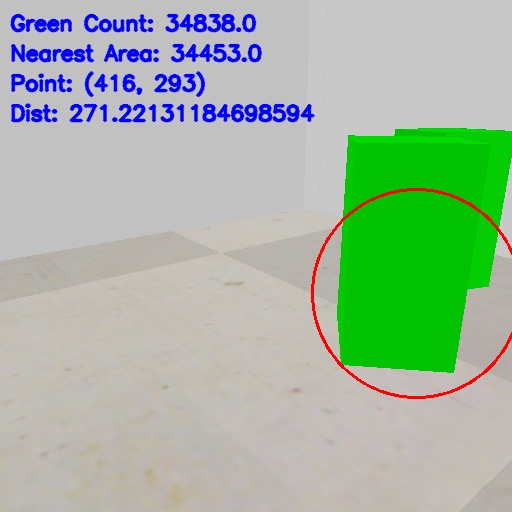 Green Count: 34838.0
Nearest Area: 34453.0
Point: (416, 293)
Dist: 271.22131184698594